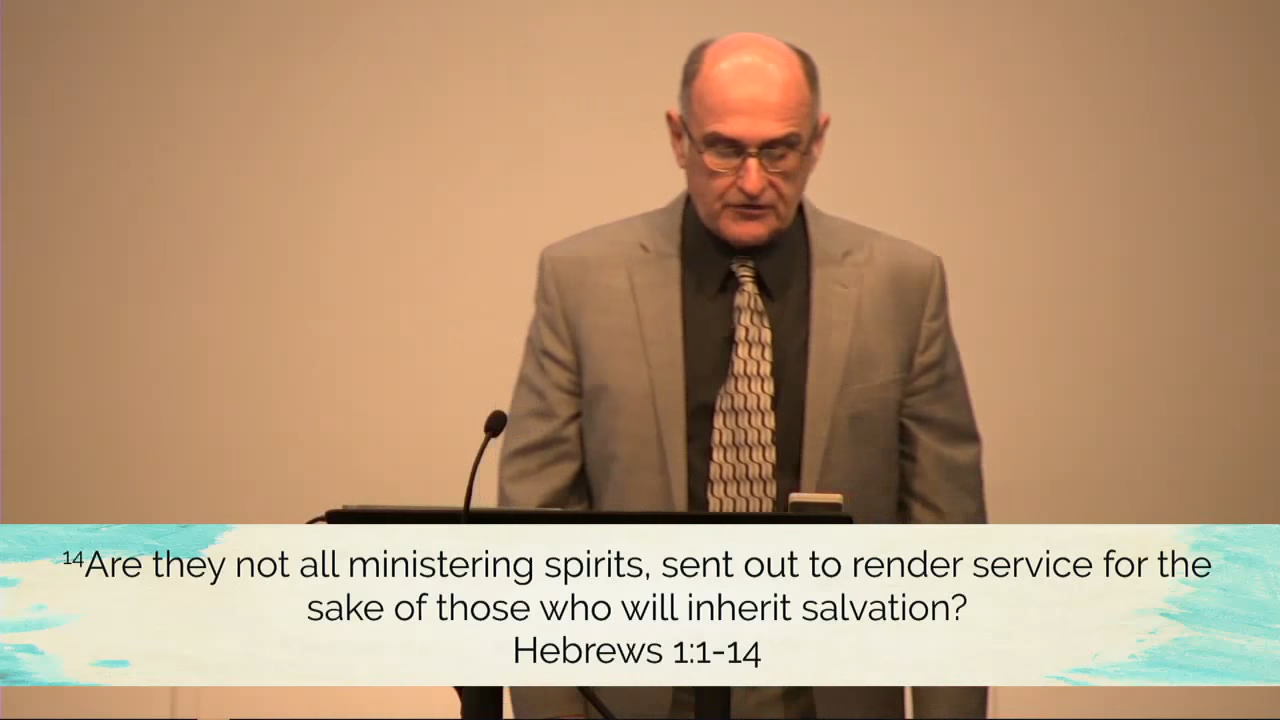 ¹⁴Are they not all ministering spirits, sent out to render service for the
sake of those who will inherit salvation?
Hebrews 1:1-14